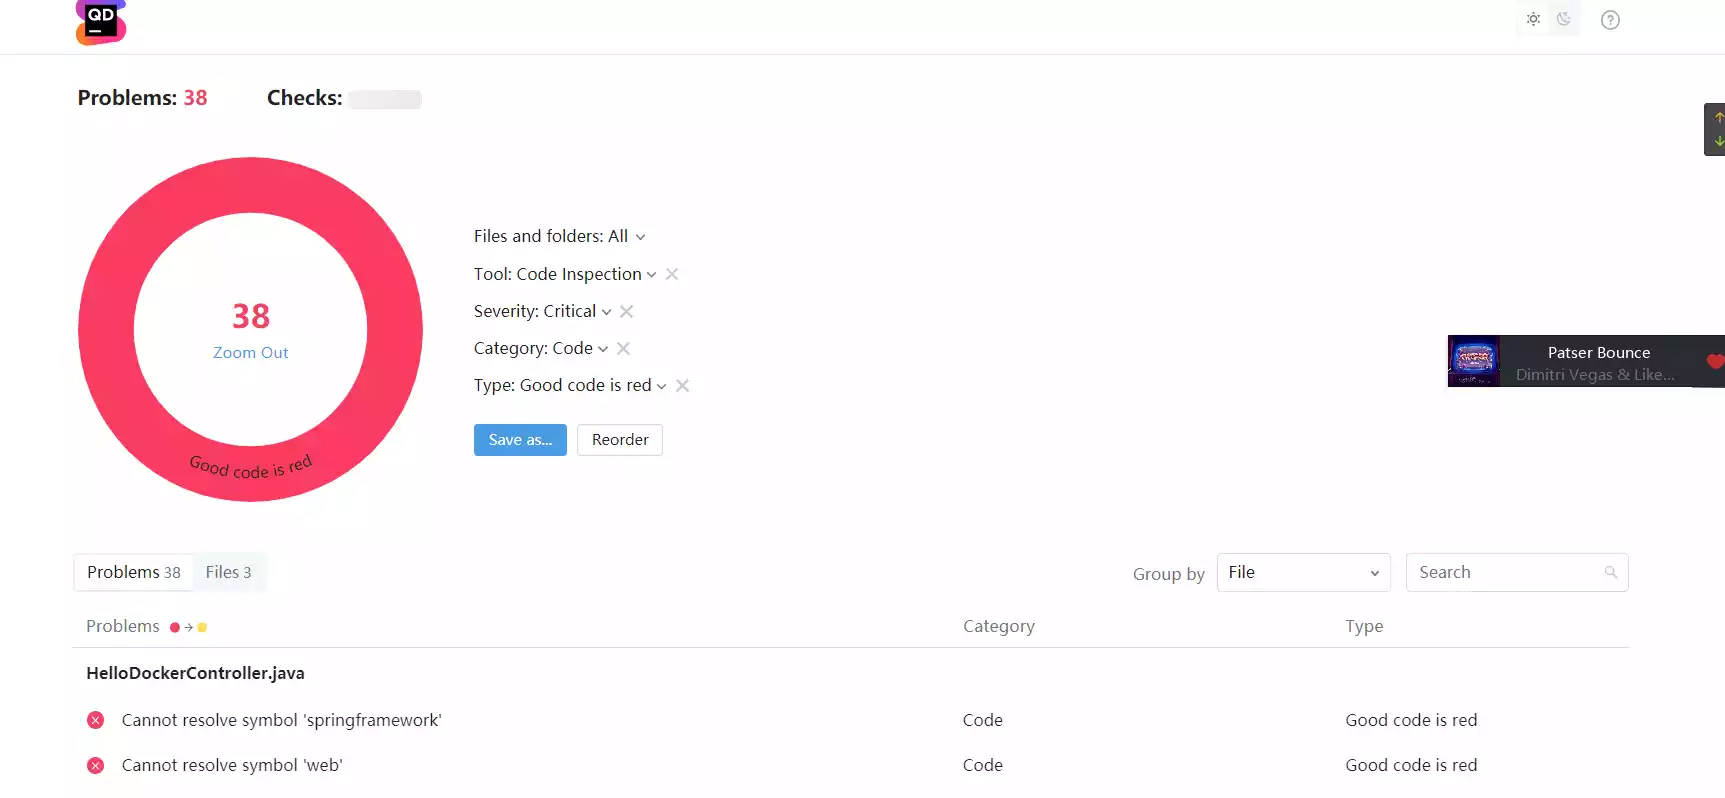 QD
Problems: 38 Checks:
38
Zoom Out
Good code is red
Files and folders: All
Tool: Code Inspection
Severity: Critical
Category: Code
Type: Good code is red
Save as...
Reorder
Patser Bounce
Dimitri Vegas & Like...
Problems 38
Files 3
Group by
File
Search
Problems
Category
Type
HelloDockerController.java
Cannot resolve symbol 'springframework'
Code
Good code is red
Cannot resolve symbol 'web'
Code
Good code is red